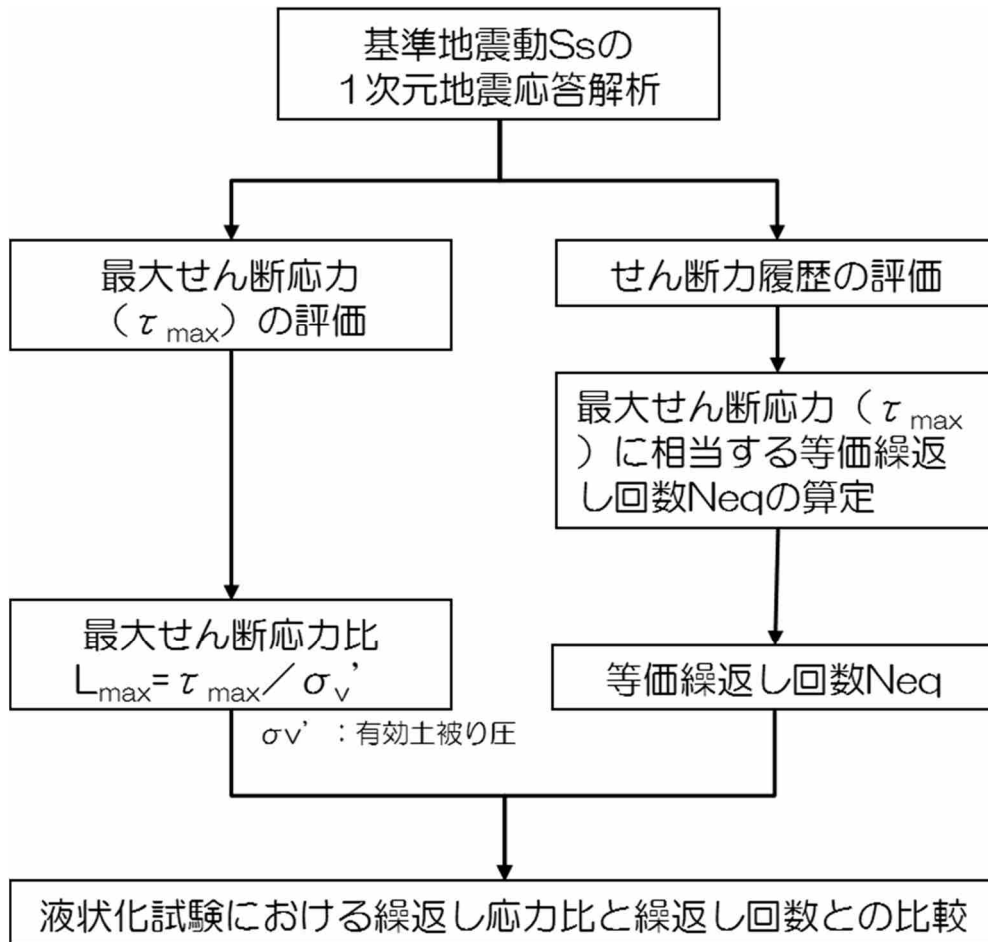 基準地震動Ssの
1次元地震応答解析
最大せん断応力
（τmax）の評価
せん断力履歴の評価
最大せん断応力（τmax
）に相当する等価繰返
し回数Neqの算定
最大せん断応力比
Lmax=τmax／σv’
σv’：有効土被り圧
等価繰返し回数Neq
液状化試験における繰返し応力比と繰返し回数との比較